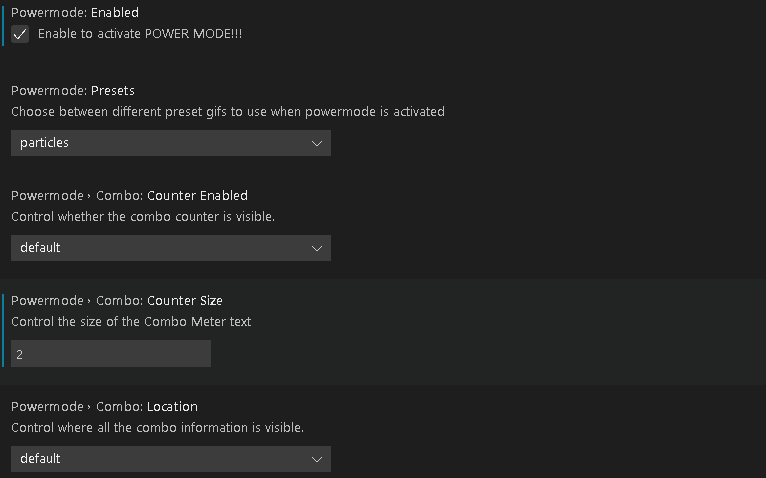 Powermode: Enabled
Enable to activate POWER MODE!!!
Powermode: Presets
Choose between different preset gifs to use when powermode is activated
particles
Powermode › Combo: Counter Enabled
Control whether the combo counter is visible.
default
Powermode › Combo: Counter Size
Control the size of the Combo Meter text
2
Powermode › Combo: Location
Control where all the combo information is visible.
default